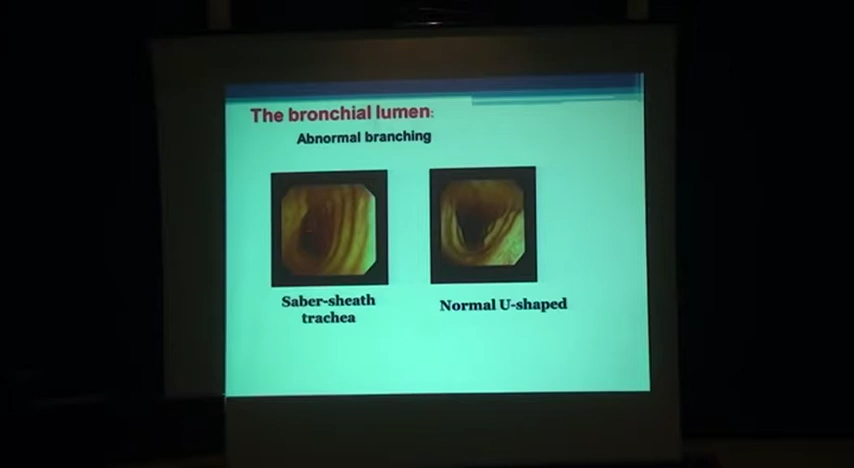 The bronchial lumen:
Abnormal branching
Saber-sheath
trachea
Normal U-shaped